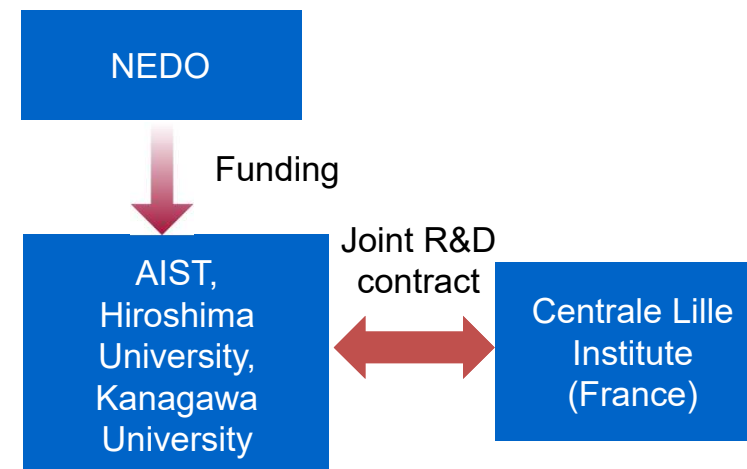 NEDO
Funding
AIST,
Hiroshima
University,
Kanagawa
University
Joint R&D
contract
Centrale Lille
Institute
(France)